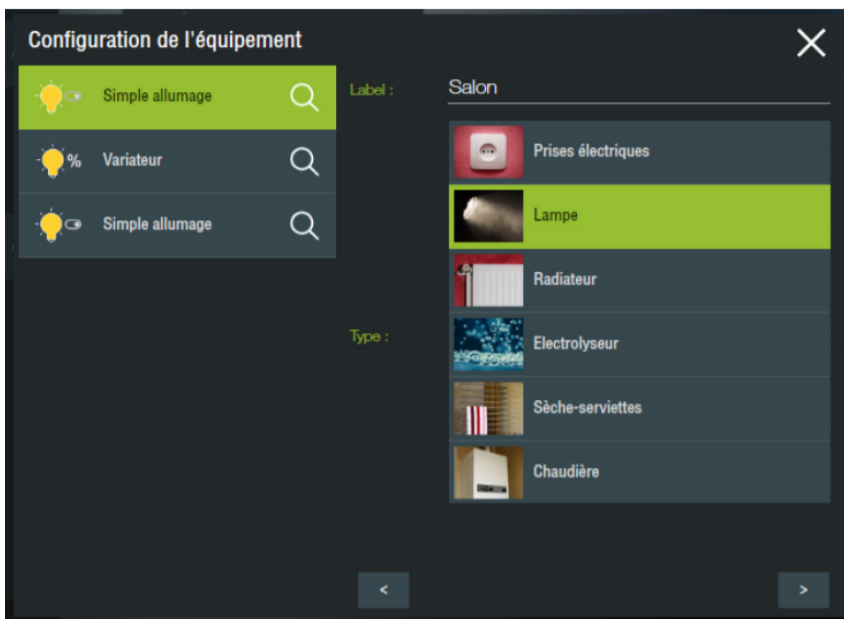 Configuration de l'équipement
Simple allumage
% Variateur
Simple allumage
Label :
Salon
Type :
Prises électriques
Lampe
Radiateur
Electrolyseur
Sèche-serviettes
Chaudière
<
>